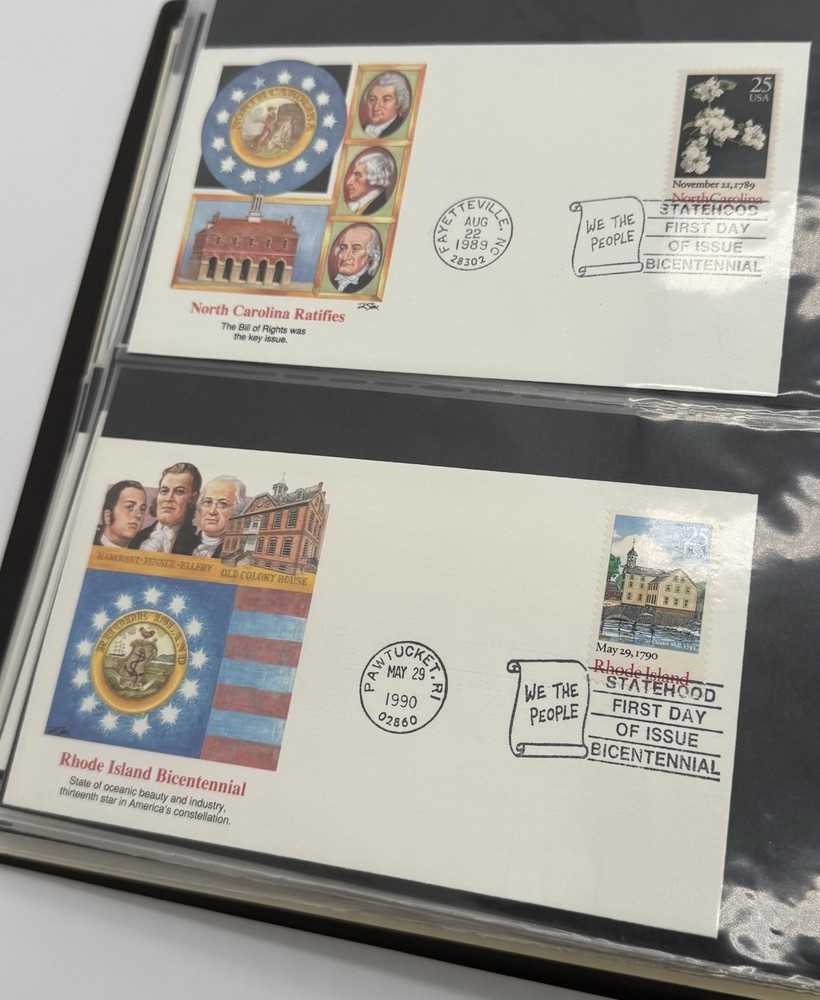 NORTH CAROLINA
25
USA
November 21, 1789
North Carolina
FAYETTEVILLE, NC
AUG
22
1989
28302
WE THE
PEOPLE
STATEHOOD
FIRST DAY
OF ISSUE
BICENTENNIAL
North Carolina Ratifies
The Bill of Rights was
the key issue.
MARCHANT · FENNER · ELLERY
OLD COLONY HOUSE
RHODE ISLAND
25
USA
May 29, 1790
Rhode Island
PAWTUCKET, RI
MAY 29
1990
02860
WE THE
PEOPLE
STATEHOOD
FIRST DAY
OF ISSUE
BICENTENNIAL
Rhode Island Bicentennial
State of oceanic beauty and industry,
thirteenth star in America's constellation.